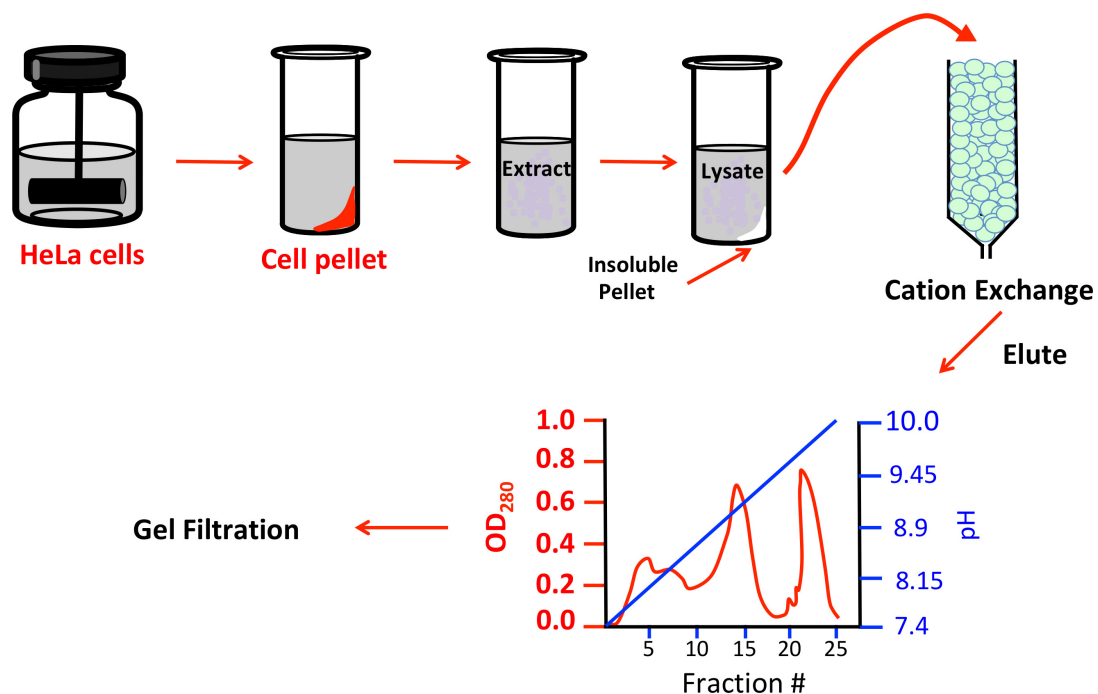 Extract
Lysate
HeLa cells
Cell pellet
Insoluble
Pellet
Cation Exchange
Elute
1.0
0.8
0.6
0.4
0.2
0.0
OD280
10.0
9.45
8.9
8.15
7.4
pH
5 10 15 20 25
Fraction #
Gel Filtration